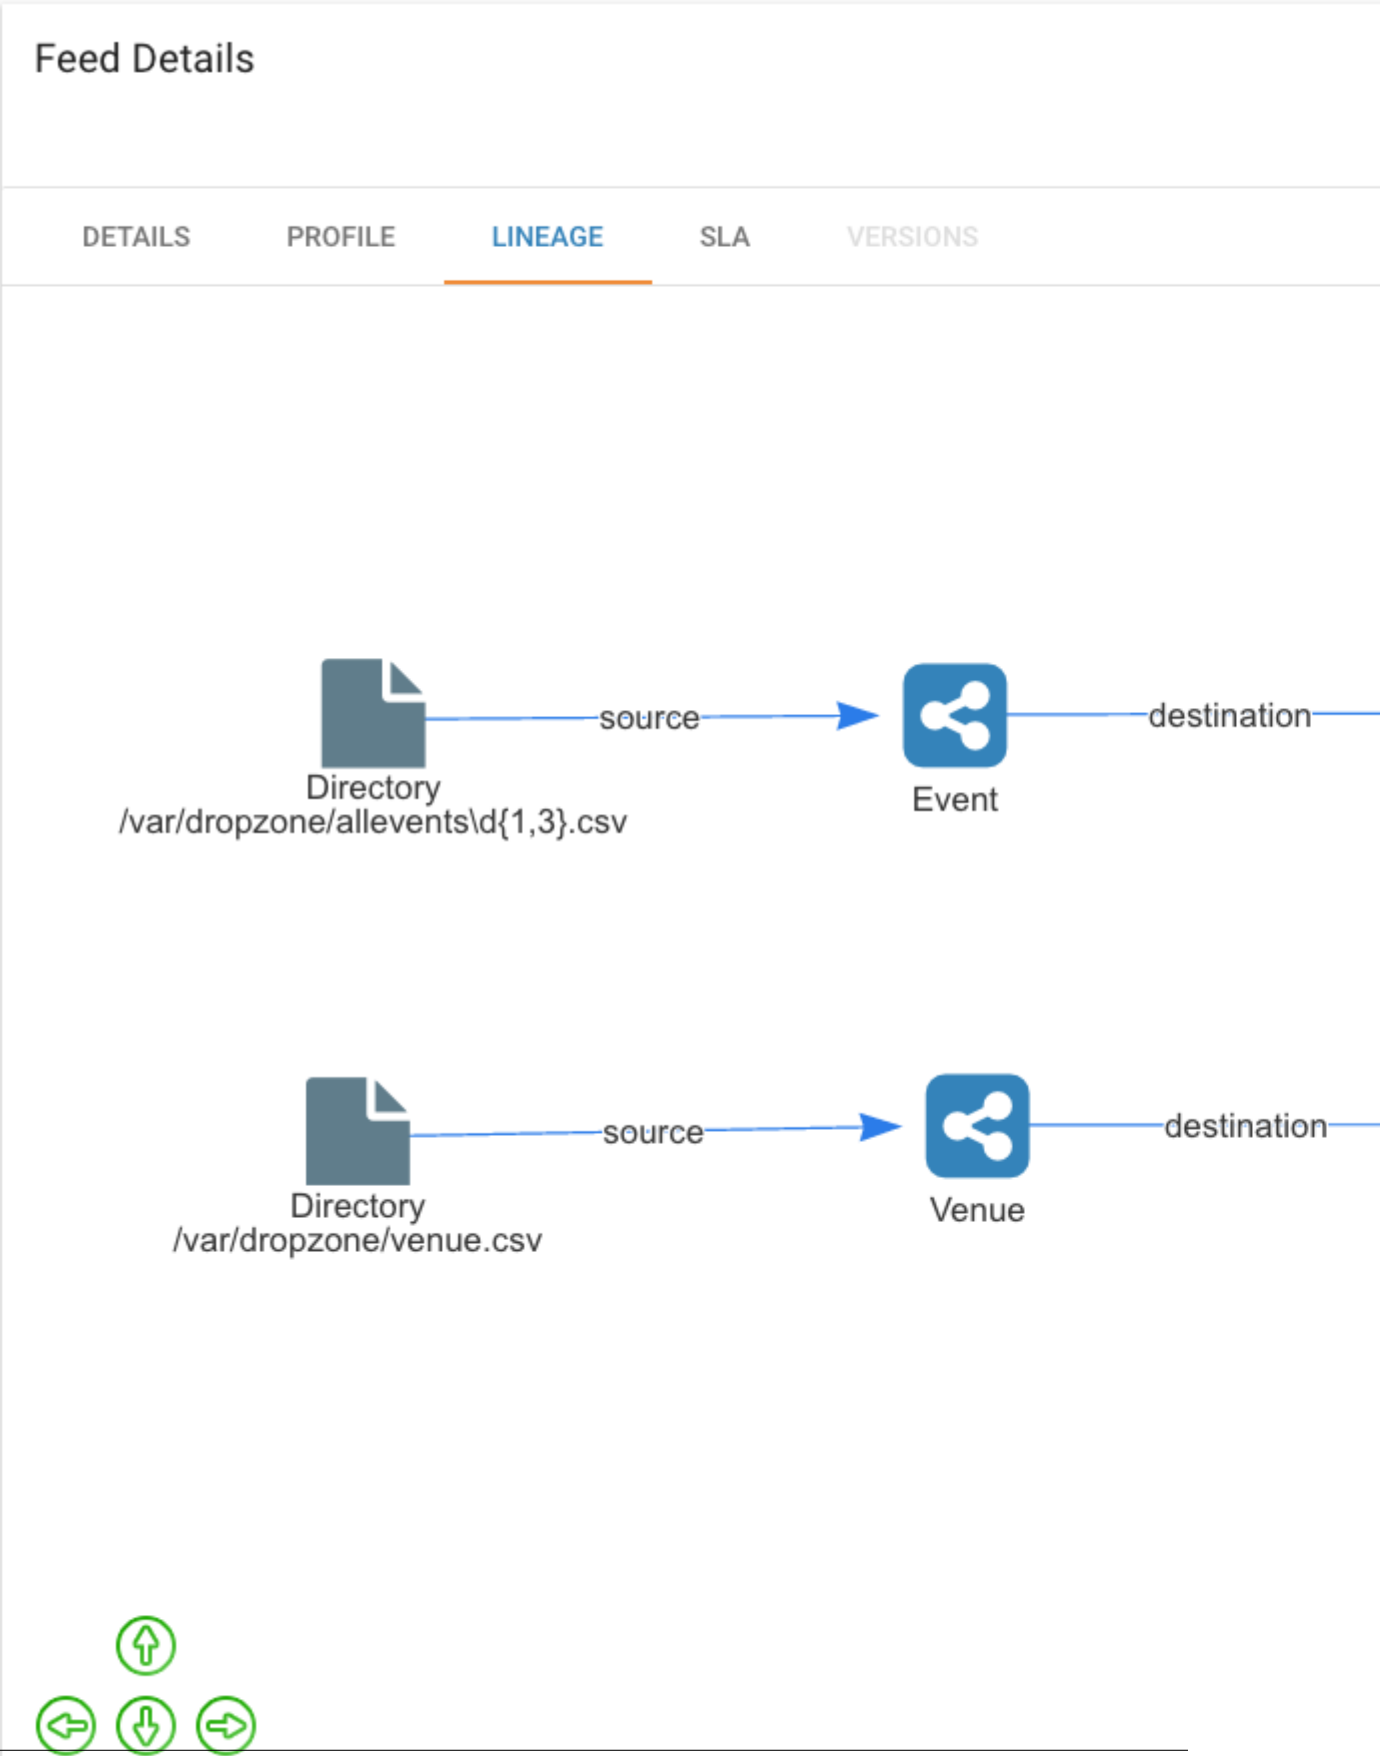 Feed Details
DETAILS PROFILE LINEAGE SLA VERSIONS
source
destination
Directory
/var/dropzone/allevents\d{1,3}.csv
Event
source
destination
Directory
/var/dropzone/venue.csv
Venue